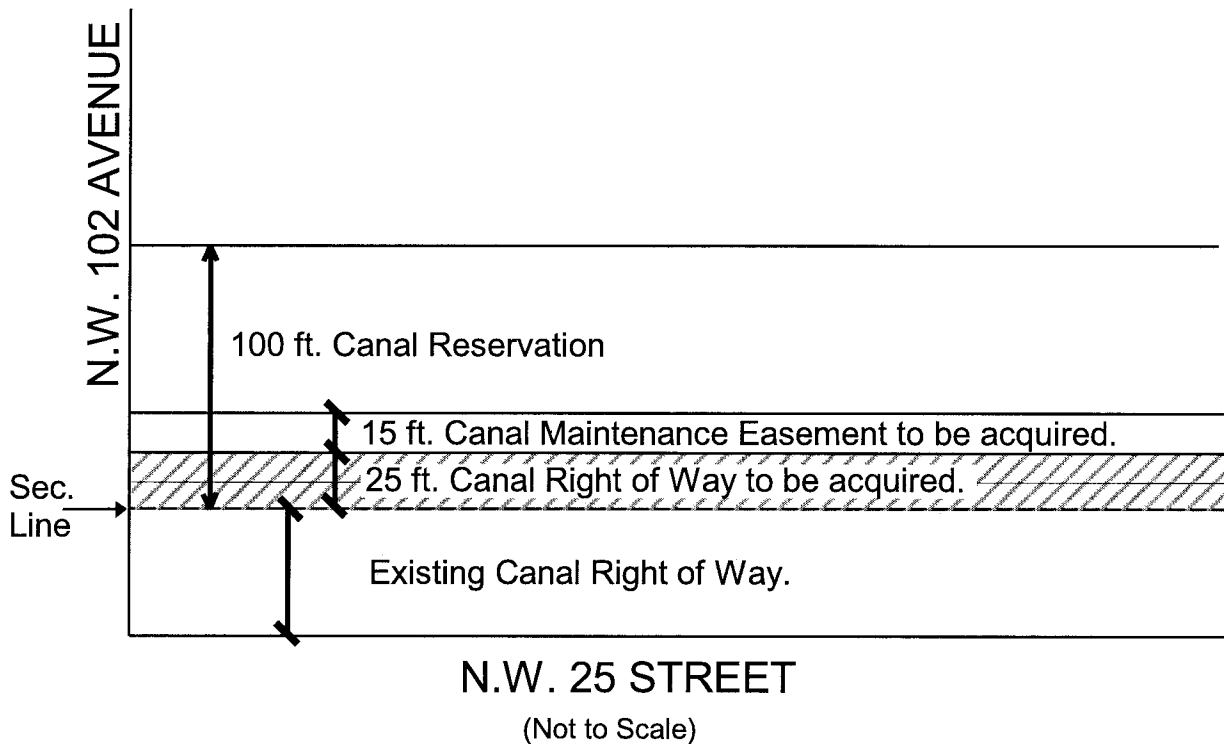 N.W. 102 AVENUE
100 ft. Canal Reservation
15 ft. Canal Maintenance Easement to be acquired.
25 ft. Canal Right of Way to be acquired.
Sec.
Line
Existing Canal Right of Way.
N.W. 25 STREET
(Not to Scale)